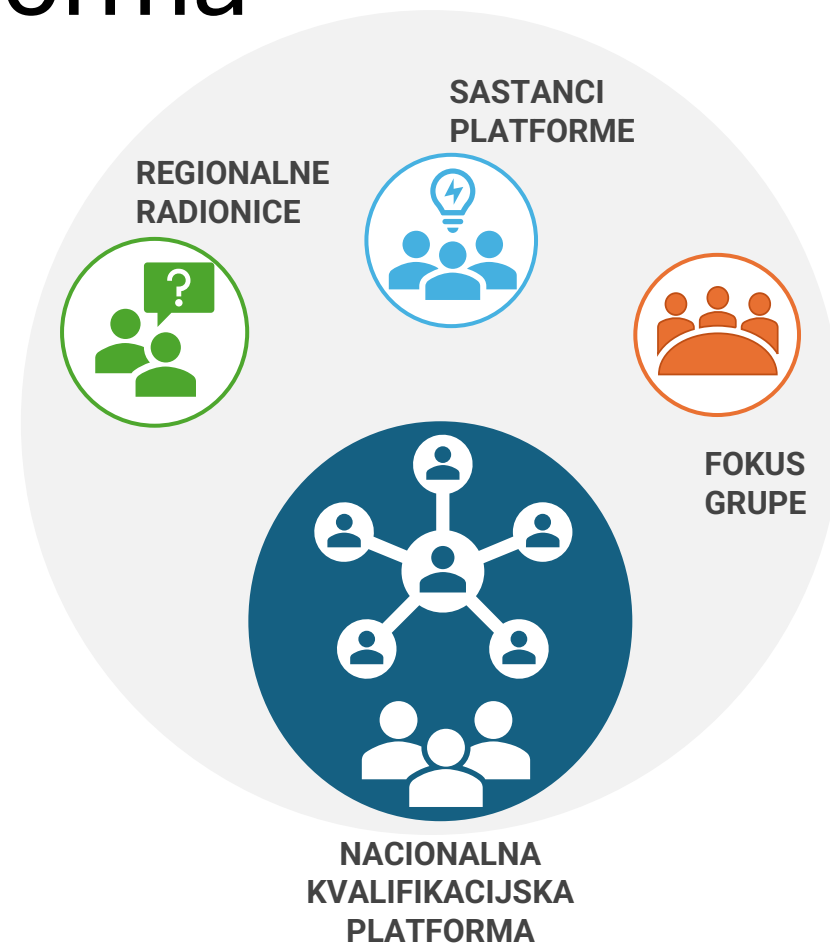 SASTANCI
PLATFORME
REGIONALNE
RADIONICE
?
FOKUS
GRUPE
NACIONALNA
KVALIFIKACIJSKA
PLATFORMA